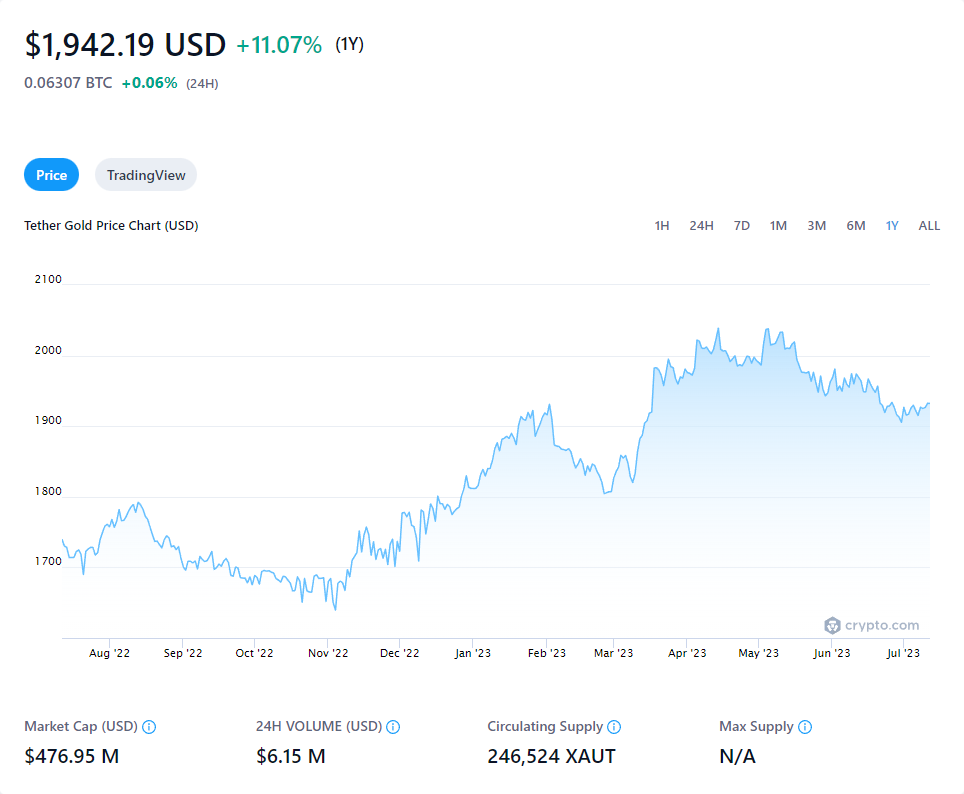 $1,942.19 USD +11.07% (1Y)
0.06307 BTC +0.06% (24H)
Price TradingView
Tether Gold Price Chart (USD) 1H 24H 7D 1M 3M 6M 1Y ALL
2100
2000
1900
1800
1700
crypto.com
Aug '22 Sep '22 Oct '22 Nov '22 Dec '22 Jan '23 Feb '23 Mar '23 Apr '23 May '23 Jun '23 Jul '23
Market Cap (USD) 24H VOLUME (USD) Circulating Supply Max Supply
$476.95 M $6.15 M 246,524 XAUT N/A